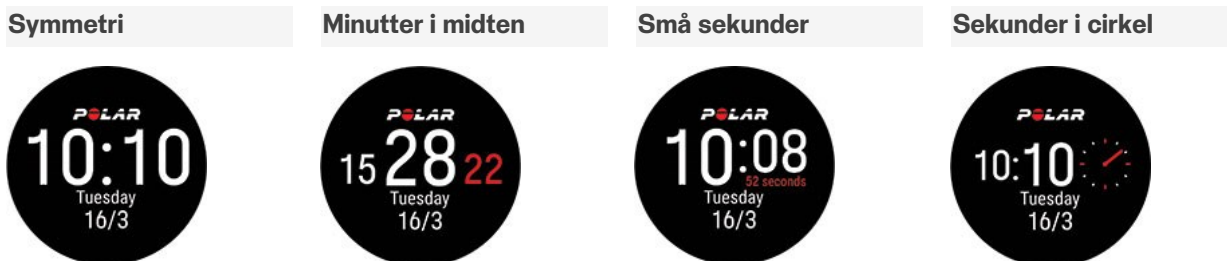 Symmetri
Minutter i midten
Små sekunder
Sekunder i cirkel
POLAR
10:10
Tuesday
16/3
POLAR
15 28 22
Tuesday
16/3
POLAR
10:08
52 seconds
Tuesday
16/3
POLAR
10:10
Tuesday
16/3